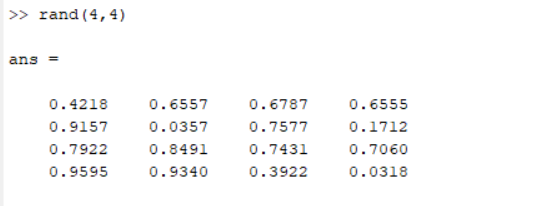 >> rand(4,4)
ans =
0.4218 0.6557 0.6787 0.6555
0.9157 0.0357 0.7577 0.1712
0.7922 0.8491 0.7431 0.7060
0.9595 0.9340 0.3922 0.0318